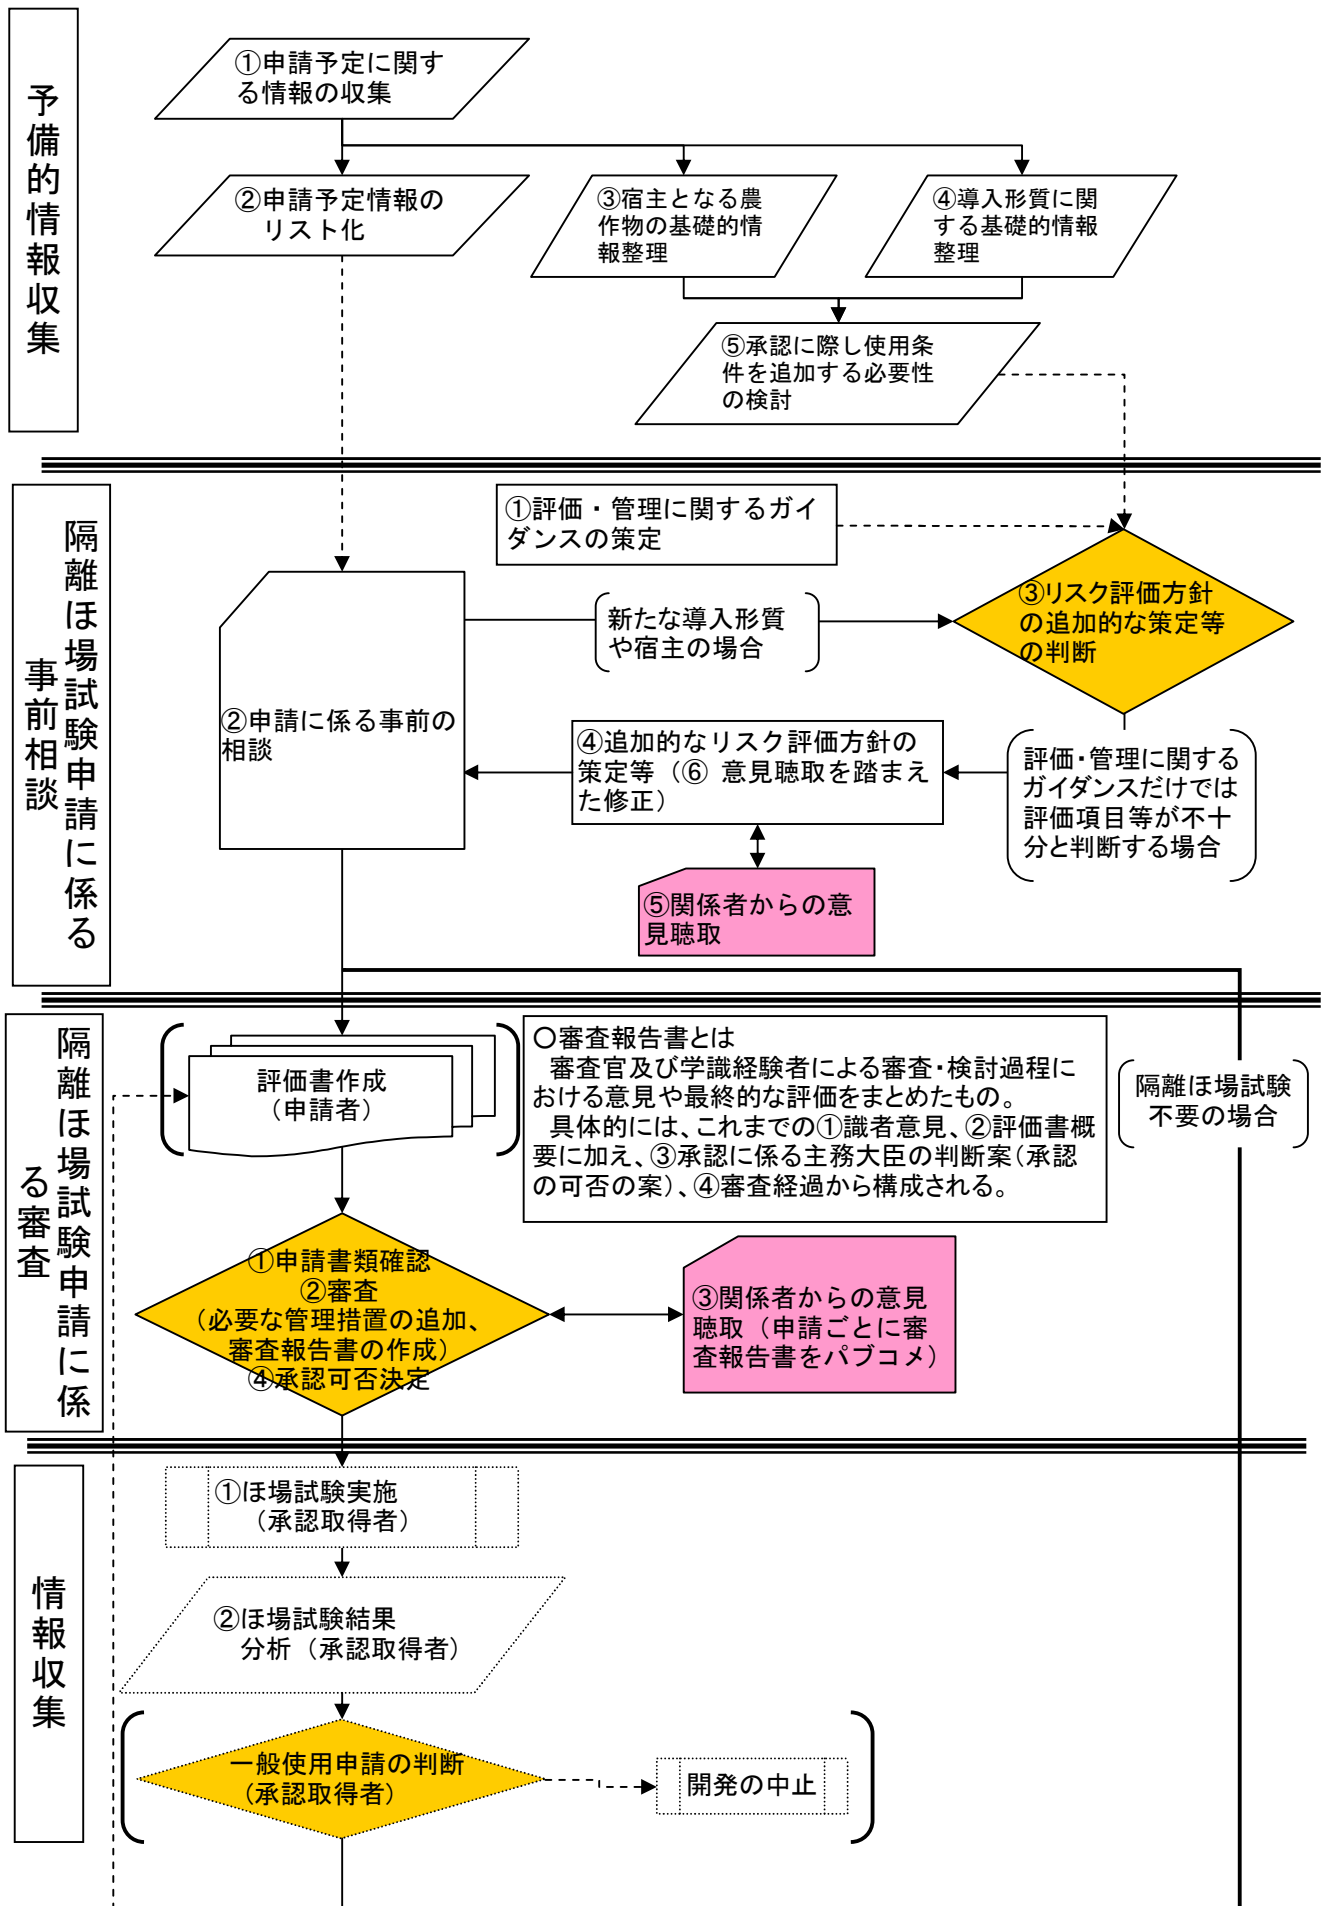 予備的情報収集
①申請予定に関す
る情報の収集
②申請予定情報の
リスト化
③宿主となる農
作物の基礎的情
報整理
④導入形質に関
する基礎的情報
整理
⑤承認に際し使用条
件を追加する必要性
の検討
隔離ほ場試験申請に係る
事前相談
①評価・管理に関するガイ
ダンスの策定
②申請に係る事前の
相談
新たな導入形質
や宿主の場合
③リスク評価方針
の追加的な策定等
の判断
④追加的なリスク評価方針の
策定等（⑥ 意見聴取を踏まえ
た修正）
評価・管理に関する
ガイダンスだけでは
評価項目等が不十
分と判断する場合
⑤関係者からの意
見聴取
隔離ほ場試験申請に係
る審査
評価書作成
（申請者）
○審査報告書とは
審査官及び学識経験者による審査・検討過程に
おける意見や最終的な評価をまとめたもの。
具体的には、これまでの①識者意見、②評価書概
要に加え、③承認に係る主務大臣の判断案（承認
の可否の案）、④審査経過から構成される。
隔離ほ場試験
不要の場合
①申請書類確認
②審査
（必要な管理措置の追加、
審査報告書の作成）
④承認可否決定
③関係者からの意見
聴取（申請ごとに審
査報告書をパブコメ）
情報収集
①ほ場試験実施
（承認取得者）
②ほ場試験結果
分析（承認取得者）
一般使用申請の判断
（承認取得者）
開発の中止